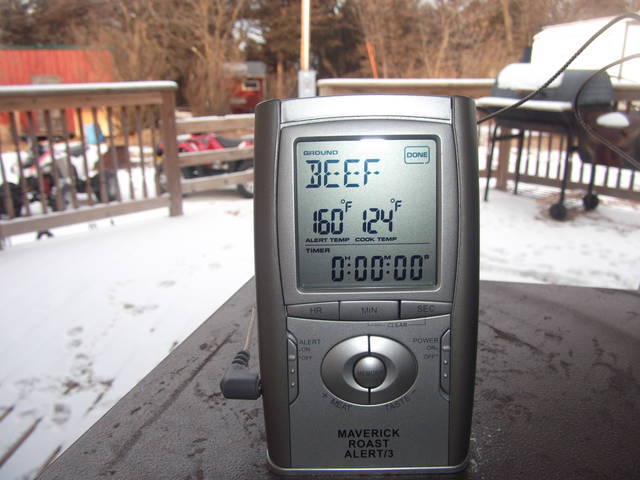 GROUND
BEEF DONE
160°F 124°F
ALERT TEMP COOK TEMP
TIMER
0:00:00
HR MIN SEC
CLEAR
ALERT POWER
ON ON
OFF OFF
+ MEAT TASTE
MAVERICK
ROAST
ALERT/3